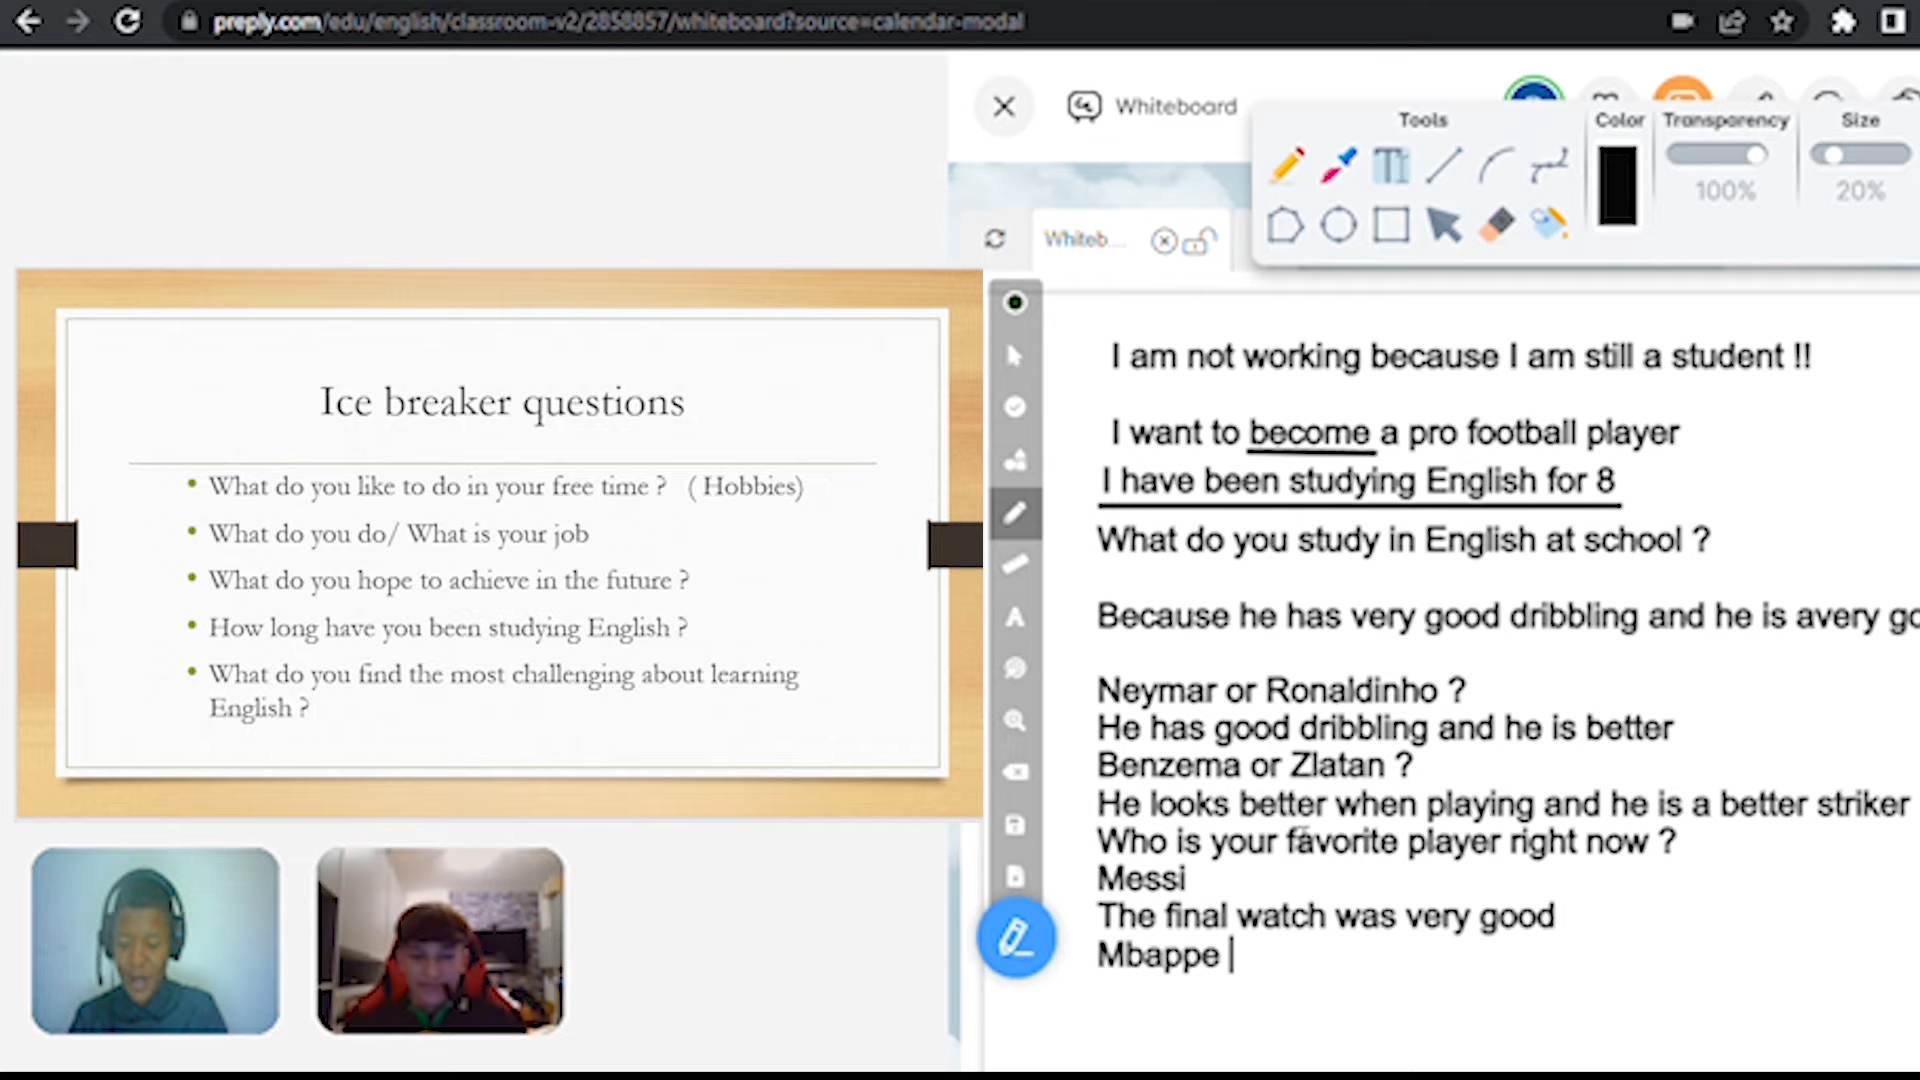 preply.com/edu/english/classroom-v2/2858857/whiteboard?source=calendar-modal
Whiteboard
Tools
Color
Transparency
Size
100%
20%
Whiteb...
Ice breaker questions
What do you like to do in your free time ? ( Hobbies)
What do you do/ What is your job
What do you hope to achieve in the future ?
How long have you been studying English ?
What do you find the most challenging about learning
English ?
I am not working because I am still a student !!
I want to become a pro football player
I have been studying English for 8
What do you study in English at school ?
Because he has very good dribbling and he is avery go
Neymar or Ronaldinho ?
He has good dribbling and he is better
Benzema or Zlatan ?
He looks better when playing and he is a better striker
Who is your favorite player right now ?
Messi
The final watch was very good
Mbappe